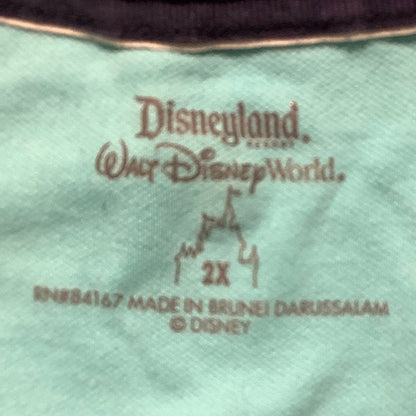 Disneyland®
RESORT
WALT DISNEY World®
2X
RN#84167 MADE IN BRUNEI DARUSSALAM
© DISNEY